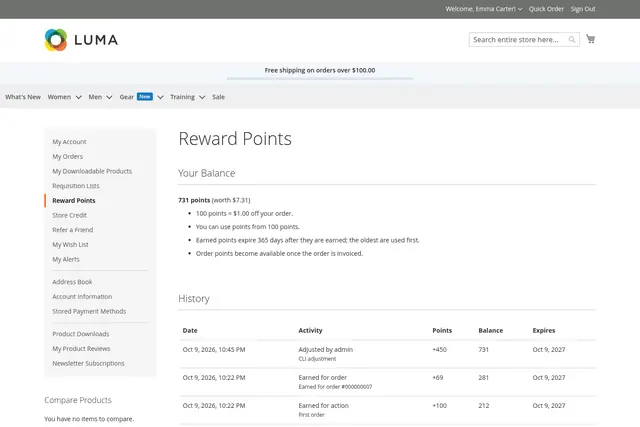 Welcome, Emma Carter!
Quick Order
Sign Out
LUMA
Search entire store here...
Free shipping on orders over $100.00
What's New
Women
Men
Gear
New
Training
Sale
My Account
My Orders
My Downloadable Products
Requisition Lists
Reward Points
Store Credit
Refer a Friend
My Wish List
My Alerts
Address Book
Account Information
Stored Payment Methods
Product Downloads
My Product Reviews
Newsletter Subscriptions
Compare Products
You have no items to compare.
Reward Points
Your Balance
731 points (worth $7.31)
100 points = $1.00 off your order.
You can use points from 100 points.
Earned points expire 365 days after they are earned; the oldest are used first.
Order points become available once the order is invoiced.
History
Date Activity Points Balance Expires
Oct 9, 2026, 10:45 PM Adjusted by admin +450 731 Oct 9, 2027
CLI adjustment
Oct 9, 2026, 10:22 PM Earned for order +69 281 Oct 9, 2027
Earned for order #000000007
Oct 9, 2026, 10:22 PM Earned for action +100 212 Oct 9, 2027
First order